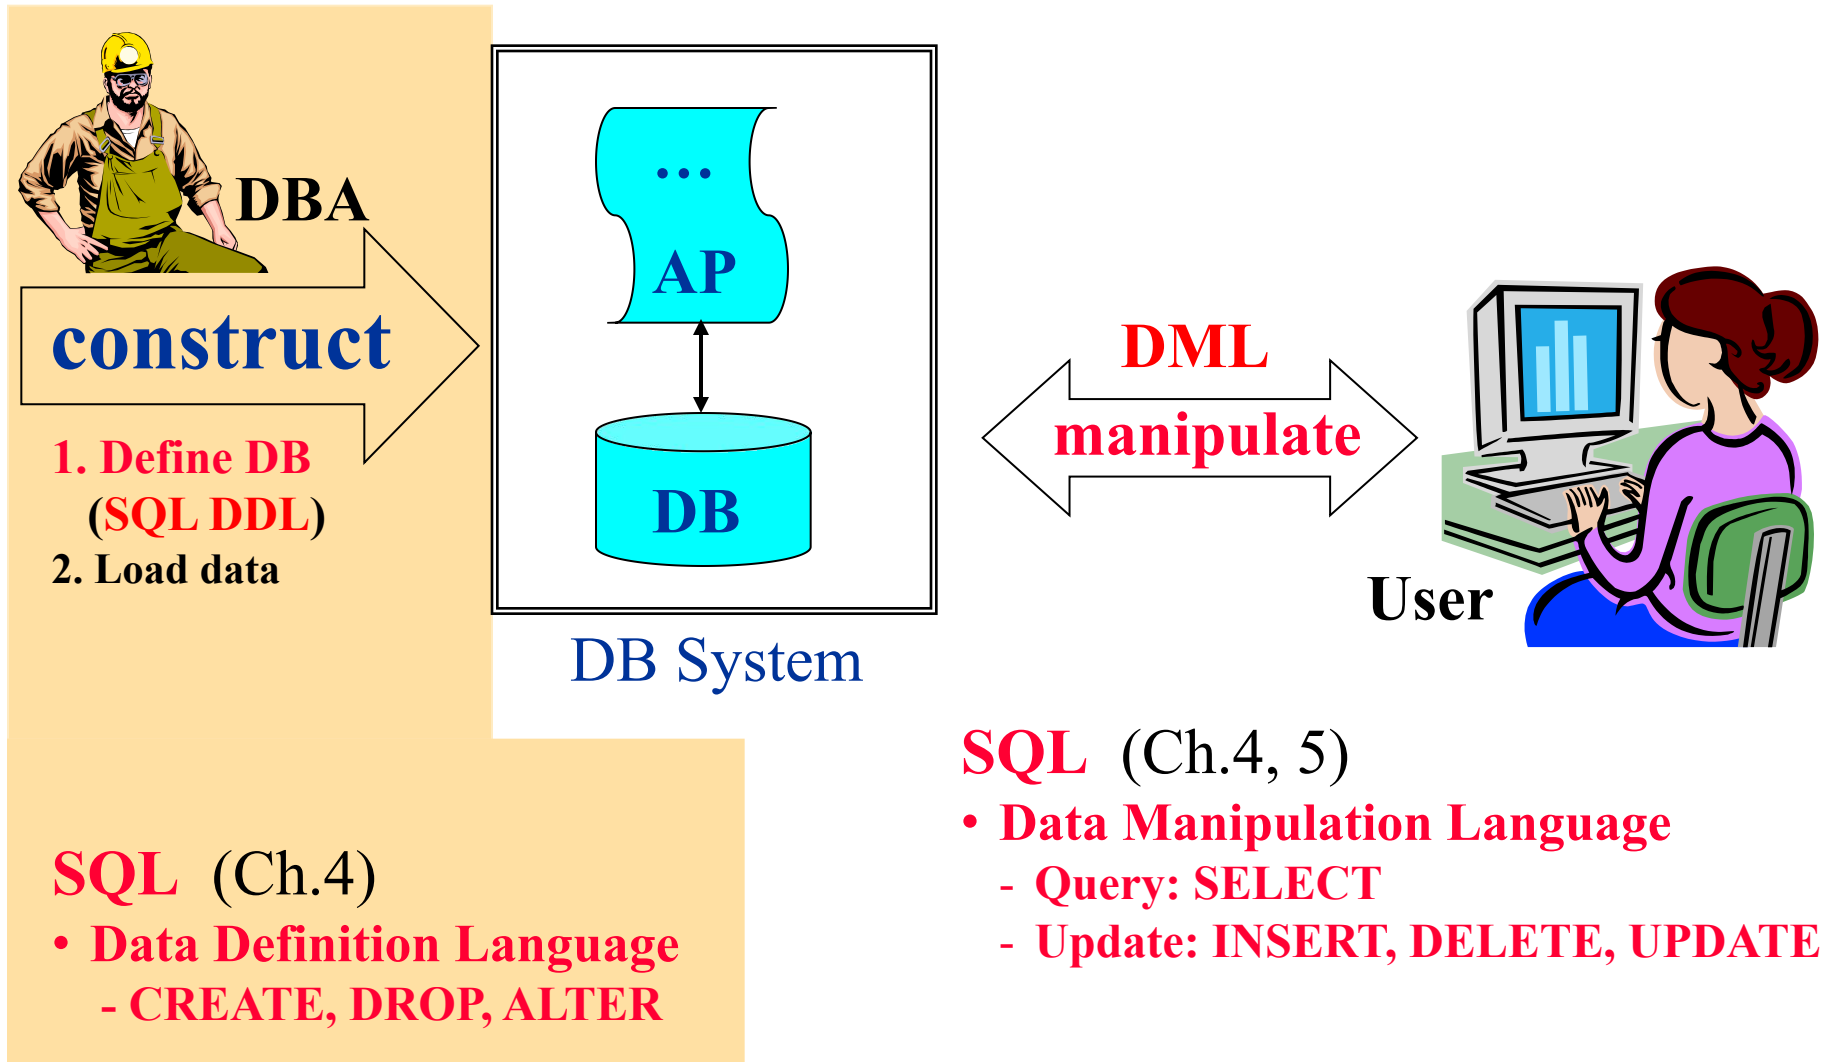 DBA
construct
1. Define DB
(SQL DDL)
2. Load data
...
AP
DB
DB System
DML
manipulate
User
SQL (Ch.4)
• Data Definition Language
- CREATE, DROP, ALTER
SQL (Ch.4, 5)
• Data Manipulation Language
- Query: SELECT
- Update: INSERT, DELETE, UPDATE